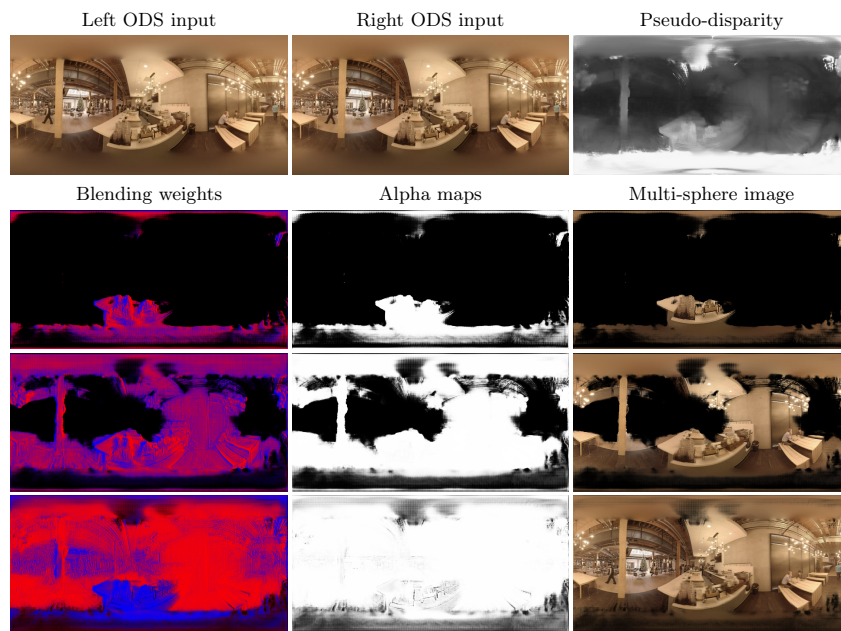 Left ODS input
Right ODS input
Pseudo-disparity
Blending weights
Alpha maps
Multi-sphere image